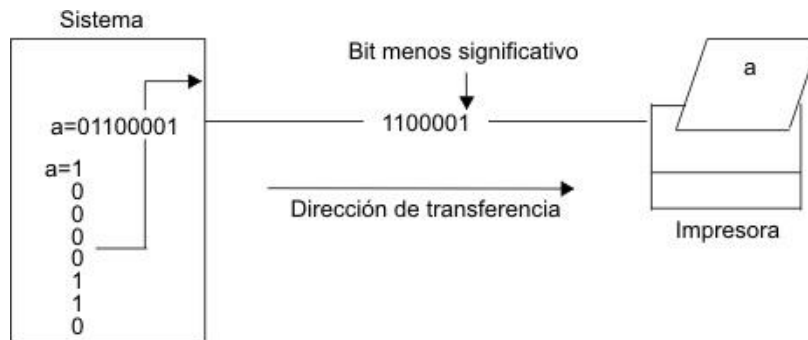 Sistema
Bit menos significativo
a
a=01100001
1100001
a=1
0
0
0
0
1
1
0
Dirección de transferencia
Impresora